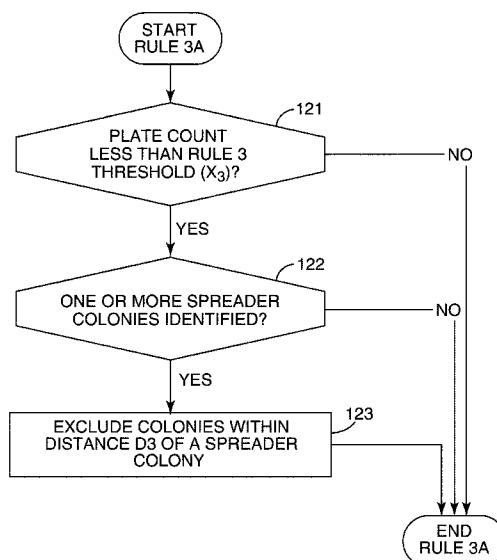 START
RULE 3A
121
PLATE COUNT
LESS THAN RULE 3
THRESHOLD (X3)?
NO
YES
122
ONE OR MORE SPREADER
COLONIES IDENTIFIED?
NO
YES
123
EXCLUDE COLONIES WITHIN
DISTANCE D3 OF A SPREADER
COLONY
END
RULE 3A